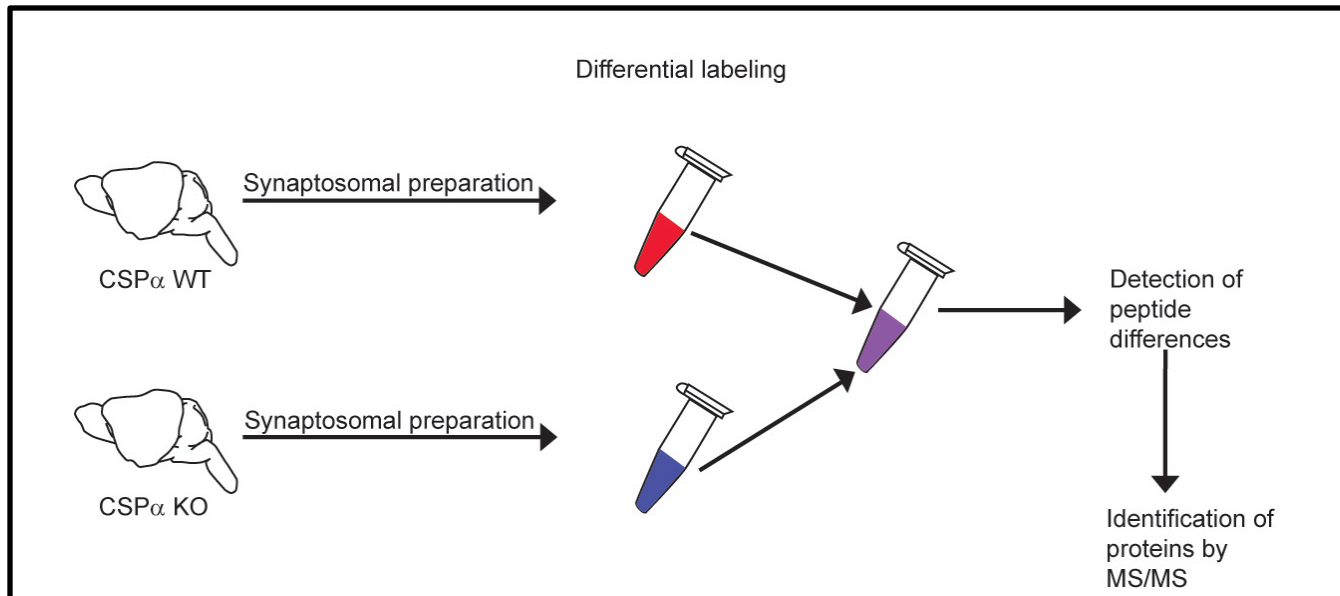 Differential labeling
Synaptosomal preparation
CSPα WT
Detection of
peptide
differences
Synaptosomal preparation
CSPα KO
Identification of
proteins by
MS/MS